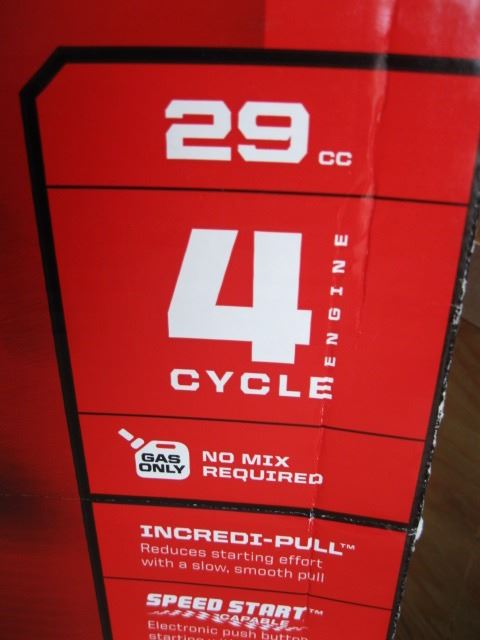 29 CC
4
ENGINE
CYCLE
GAS
ONLY
NO MIX
REQUIRED
INCREDI-PULL™
Reduces starting effort
with a slow, smooth pull
SPEED START™
CAPABLE
Electronic push button
starting